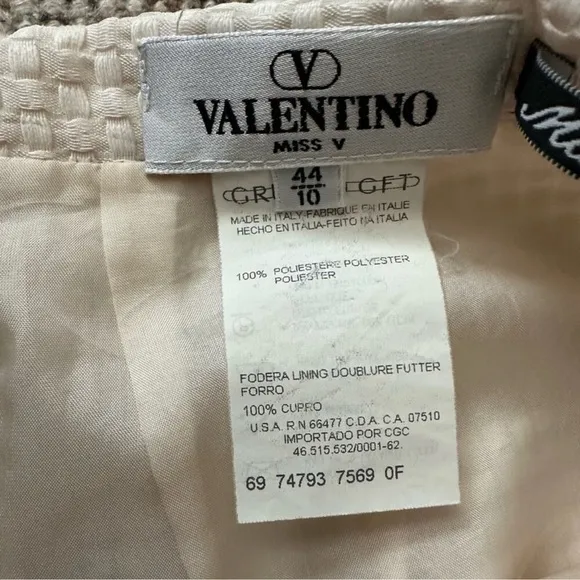 V
VALENTINO
MISS V
44
10
GFT
MADE IN ITALY-FABRIQUE EN ITALIE
HECHO EN ITALIA-FEITO NA ITALIA
100% POLIESTERE POLYESTER
POLIESTER
FODERA LINING DOUBLURE FUTTER
FORRO
100% CUPRO
U.S.A. R.N 66477 C.D.A. C.A. 07510
IMPORTADO POR CGC
46.515.532/0001-62.
69 74793 7569 0F